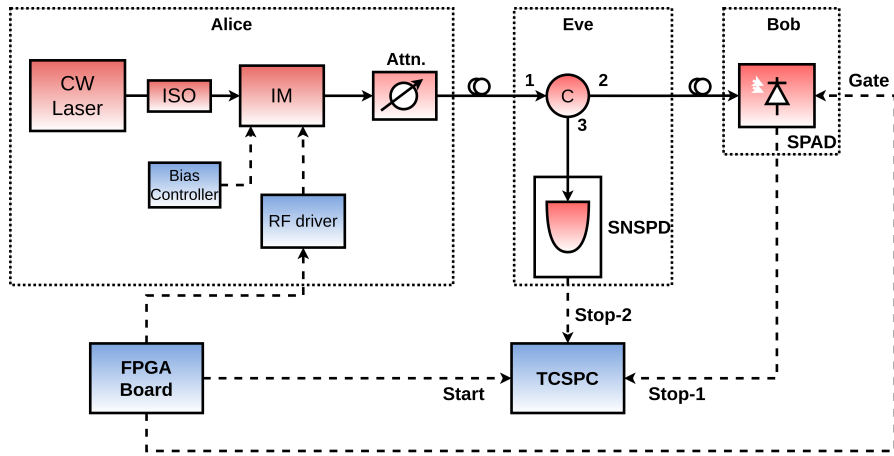 Alice
Eve
Bob
Attn.
CW
Laser
ISO
IM
1
C
2
3
Gate
SPAD
Bias
Controller
RF driver
SNSPD
Stop-2
FPGA
Board
Start
TCSPC
Stop-1